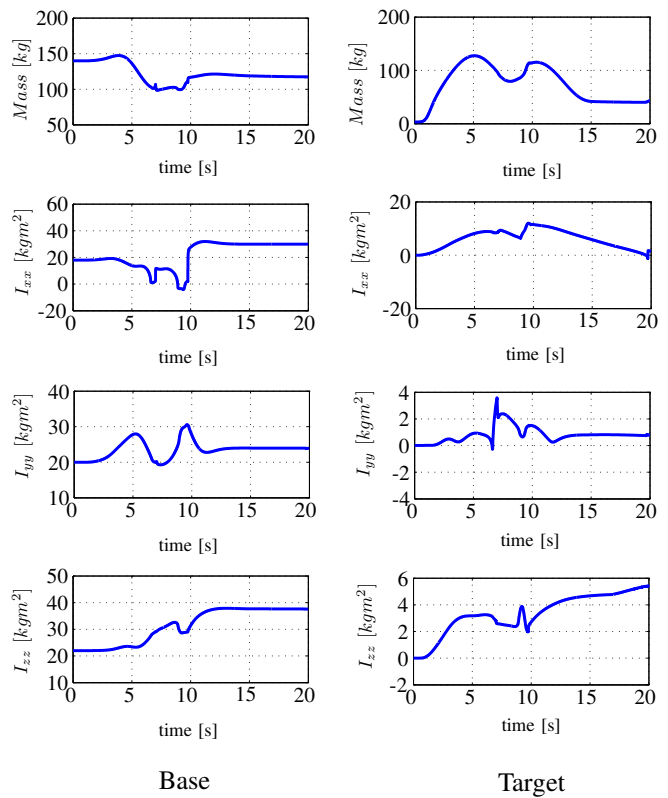 200
150
100
50
Mass [kg]
0 5 10 15 20
time [s]
200
100
0
Mass [kg]
0 5 10 15 20
time [s]
60
40
20
0
-20
I_xx [kgm^2]
0 5 10 15 20
time [s]
20
0
-20
I_xx [kgm^2]
0 5 10 15 20
time [s]
40
30
20
10
I_yy [kgm^2]
0 5 10 15 20
time [s]
4
2
0
-2
-4
I_yy [kgm^2]
0 5 10 15 20
time [s]
50
40
30
20
10
I_zz [kgm^2]
0 5 10 15 20
time [s]
6
4
2
0
-2
I_zz [kgm^2]
0 5 10 15 20
time [s]
Base
Target